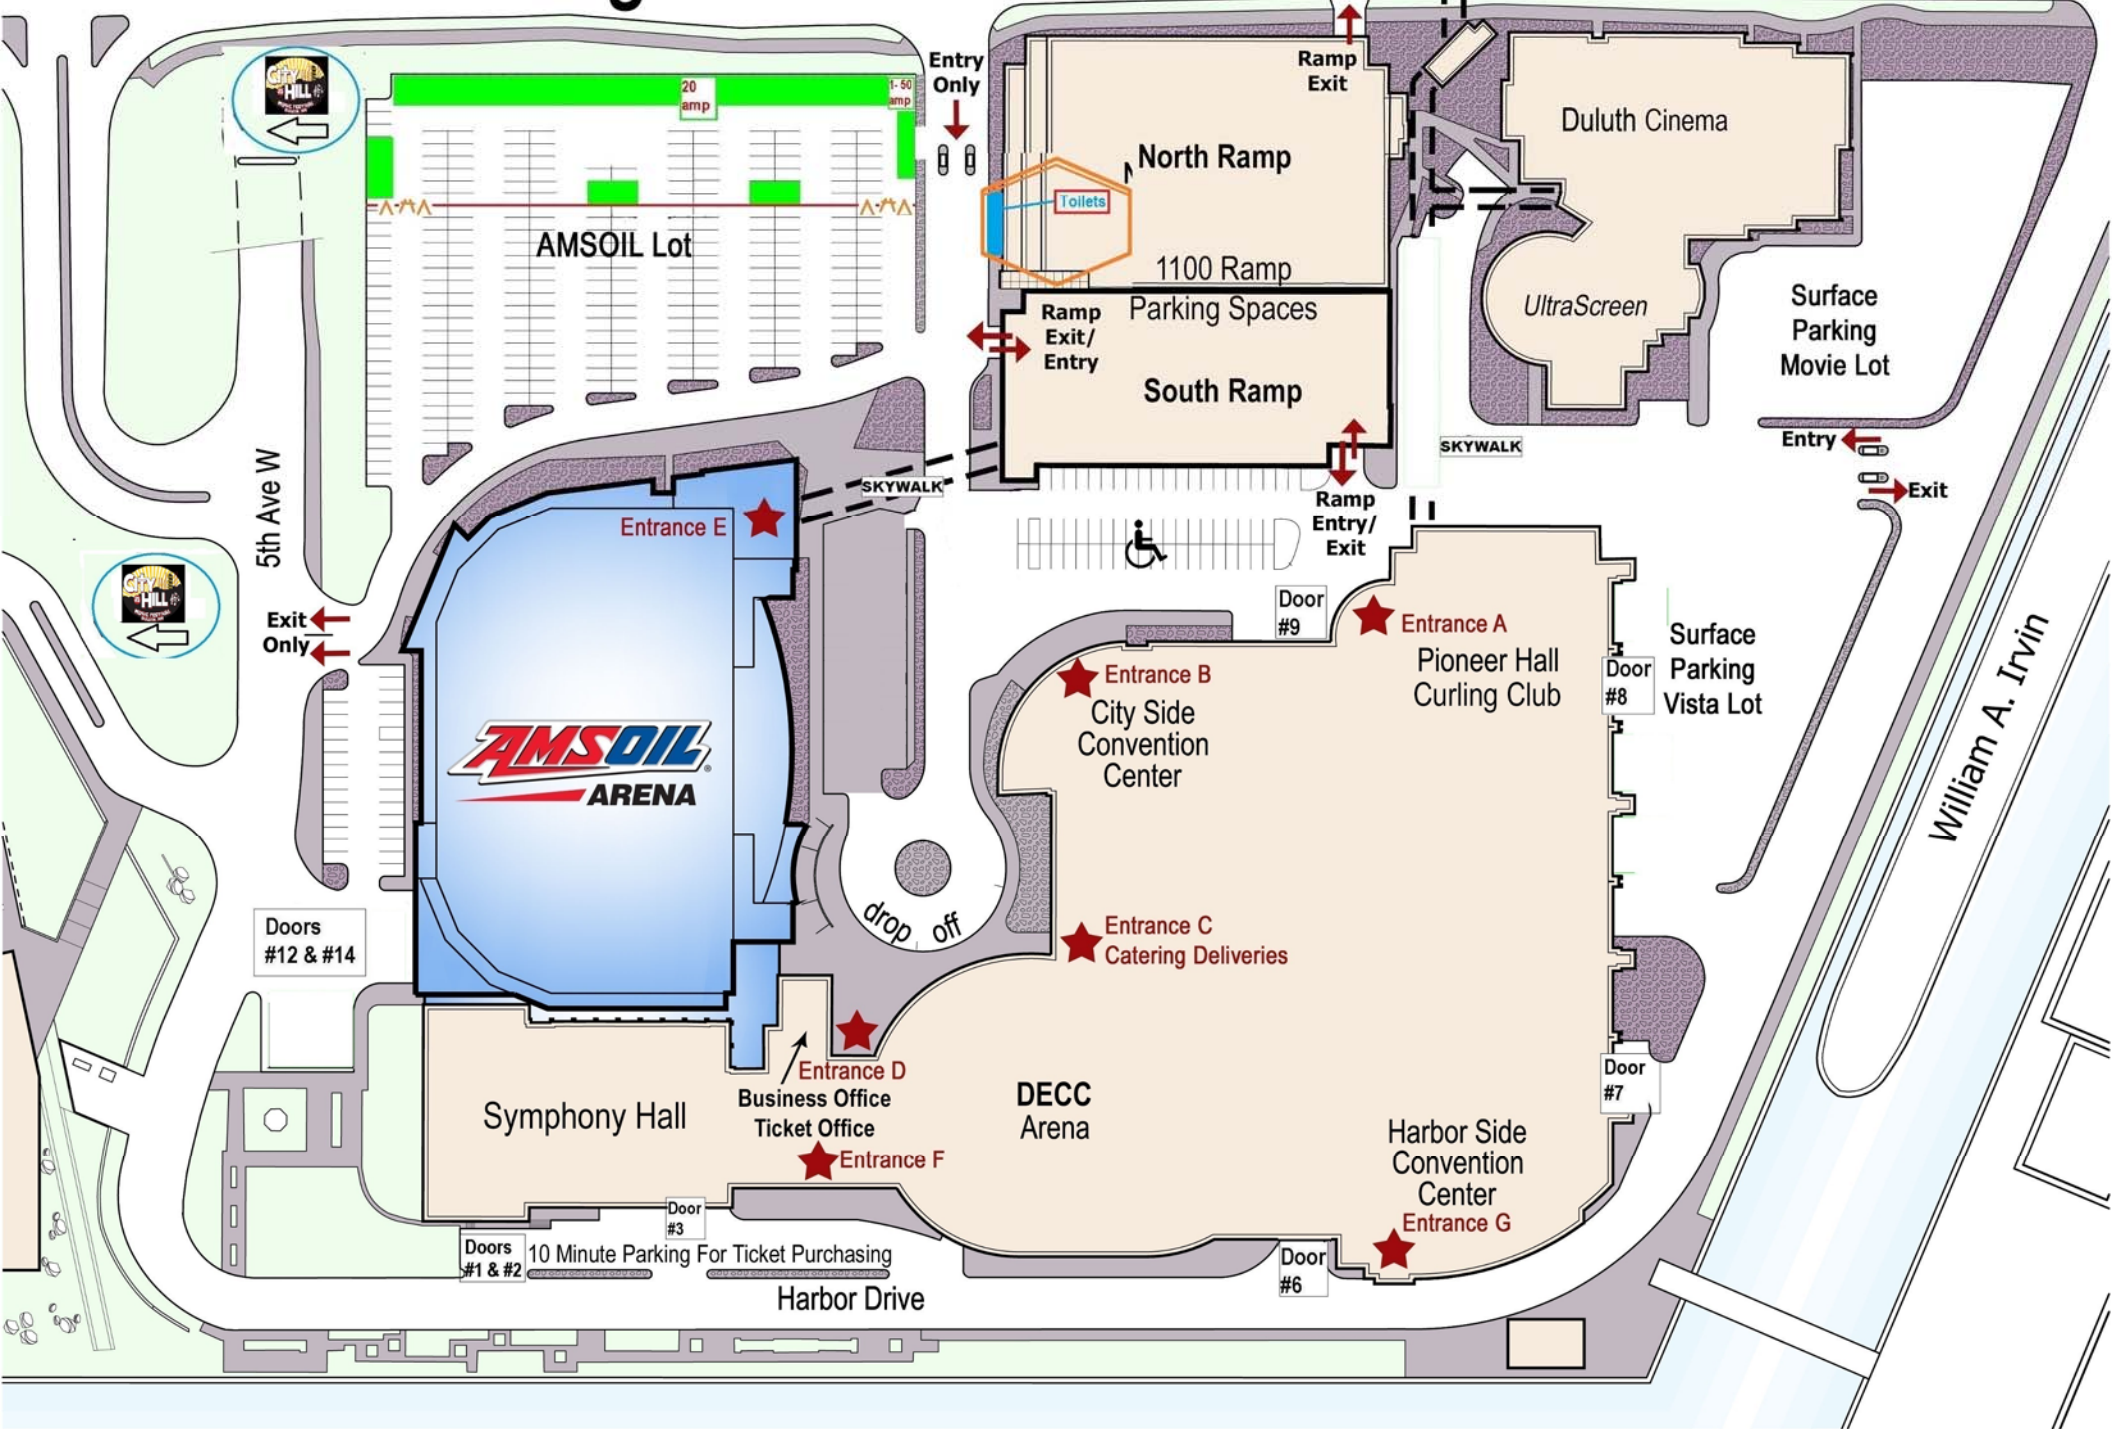 CITY
HILL
20
amp
1- 50
amp
Entry
Only
Ramp
Exit
North Ramp
Toilets
1100 Ramp
Parking Spaces
Ramp
Exit/
Entry
South Ramp
Duluth Cinema
UltraScreen
Surface
Parking
Movie Lot
AMSOIL Lot
5th Ave W
SKYWALK
SKYWALK
Entry
Exit
Ramp
Entry/
Exit
Entrance E
CITY
HILL
Exit
Only
Door
#9
Entrance A
Pioneer Hall
Curling Club
Door
#8
Surface
Parking
Vista Lot
William A. Irvin
Entrance B
City Side
Convention
Center
AMSOIL
ARENA
drop off
Entrance C
Catering Deliveries
Doors
#12 & #14
Entrance D
Business Office
Ticket Office
Entrance F
Symphony Hall
DECC
Arena
Door
#7
Harbor Side
Convention
Center
Entrance G
Door
#3
Doors
#1 & #2
10 Minute Parking For Ticket Purchasing
Door
#6
Harbor Drive